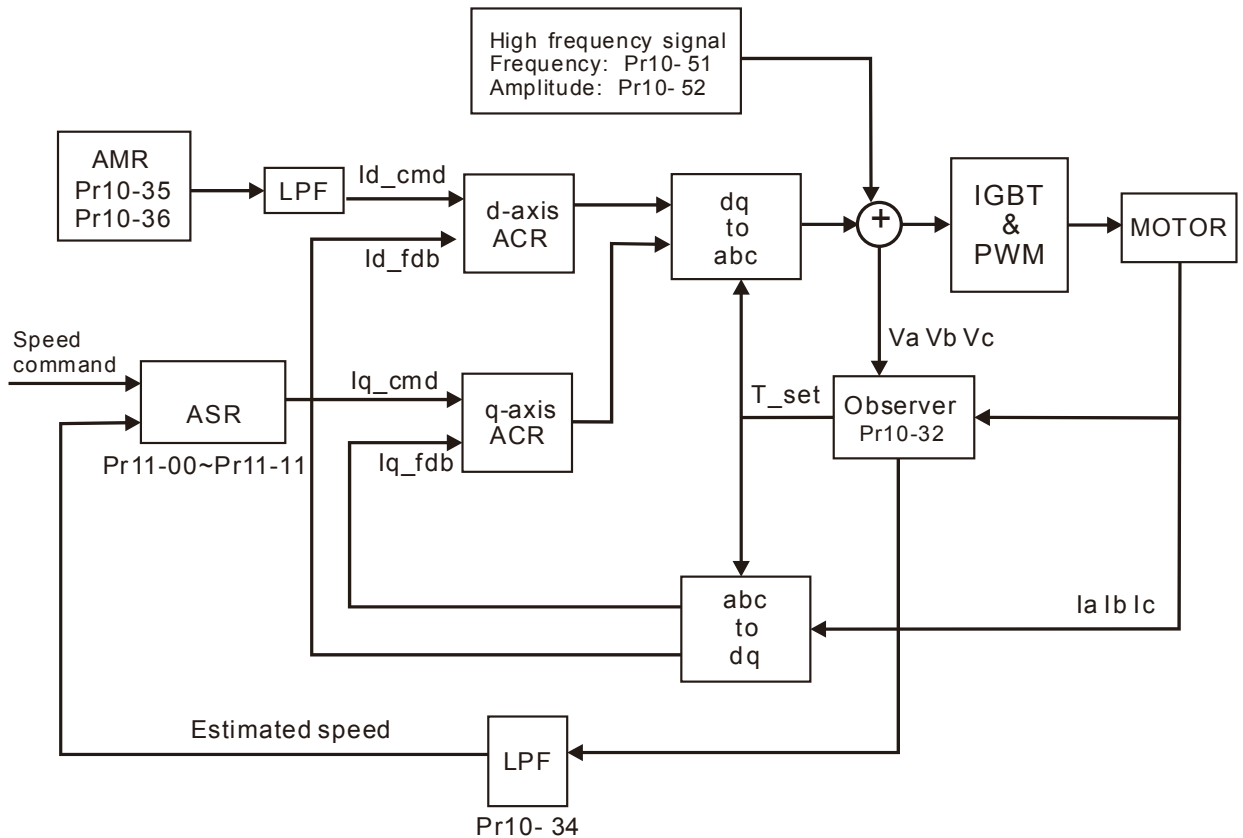 High frequency signal
Frequency: Pr10- 51
Amplitude: Pr10- 52
AMR
Pr10-35
Pr10-36
LPF
Id_cmd
Id_fdb
d-axis
ACR
dq
to
abc
+
IGBT
&
PWM
MOTOR
Va Vb Vc
Speed
command
ASR
Pr11-00~Pr11-11
Iq_cmd
Iq_fdb
q-axis
ACR
T_set
Observer
Pr10-32
abc
to
dq
Ia Ib Ic
Estimated speed
LPF
Pr10- 34